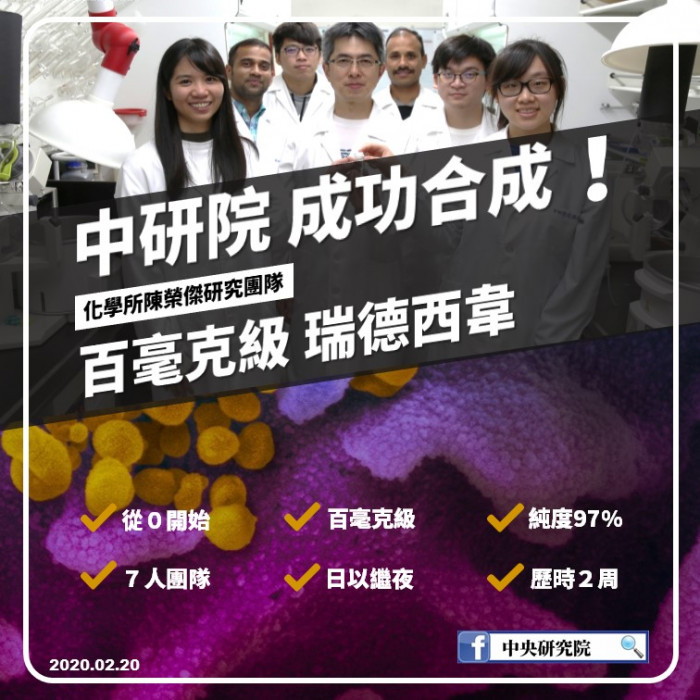 中研院 成功合成！
化學所陳榮傑研究團隊
百毫克級 瑞德西韋
從0開始
百毫克級
純度97%
7人團隊
日以繼夜
歷時2周
f 中央研究院
2020.02.20